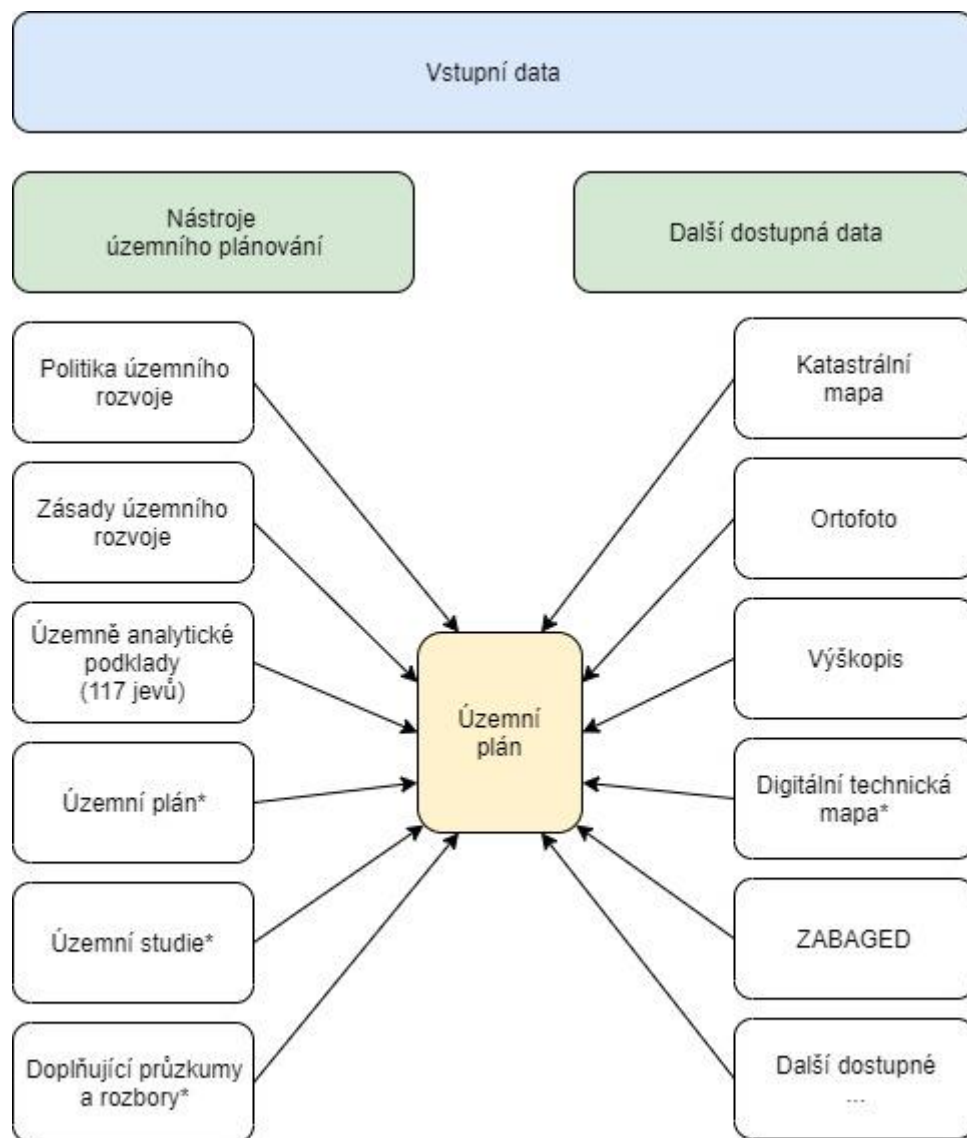 Vstupní data
Nástroje
územního plánování
Další dostupná data
Politika územního
rozvoje
Zásady územního
rozvoje
Územně analytické
podklady
(117 jevů)
Územní plán*
Územní studie*
Doplňující průzkumy
a rozbory*
Územní
plán
Katastrální
mapa
Ortofoto
Výškopis
Digitální technická
mapa*
ZABAGED
Další dostupné
...